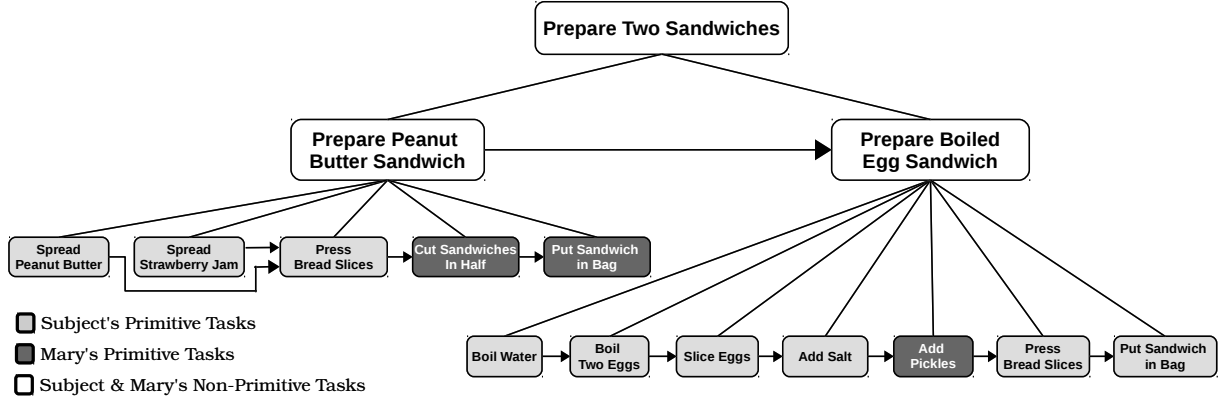 Prepare Two Sandwiches
Prepare Peanut
Butter Sandwich
Prepare Boiled
Egg Sandwich
Spread
Peanut Butter
Spread
Strawberry Jam
Press
Bread Slices
Cut Sandwiches
In Half
Put Sandwich
in Bag
Subject's Primitive Tasks
Mary's Primitive Tasks
Subject & Mary's Non-Primitive Tasks
Boil Water
Boil
Two Eggs
Slice Eggs
Add Salt
Add
Pickles
Press
Bread Slices
Put Sandwich
in Bag